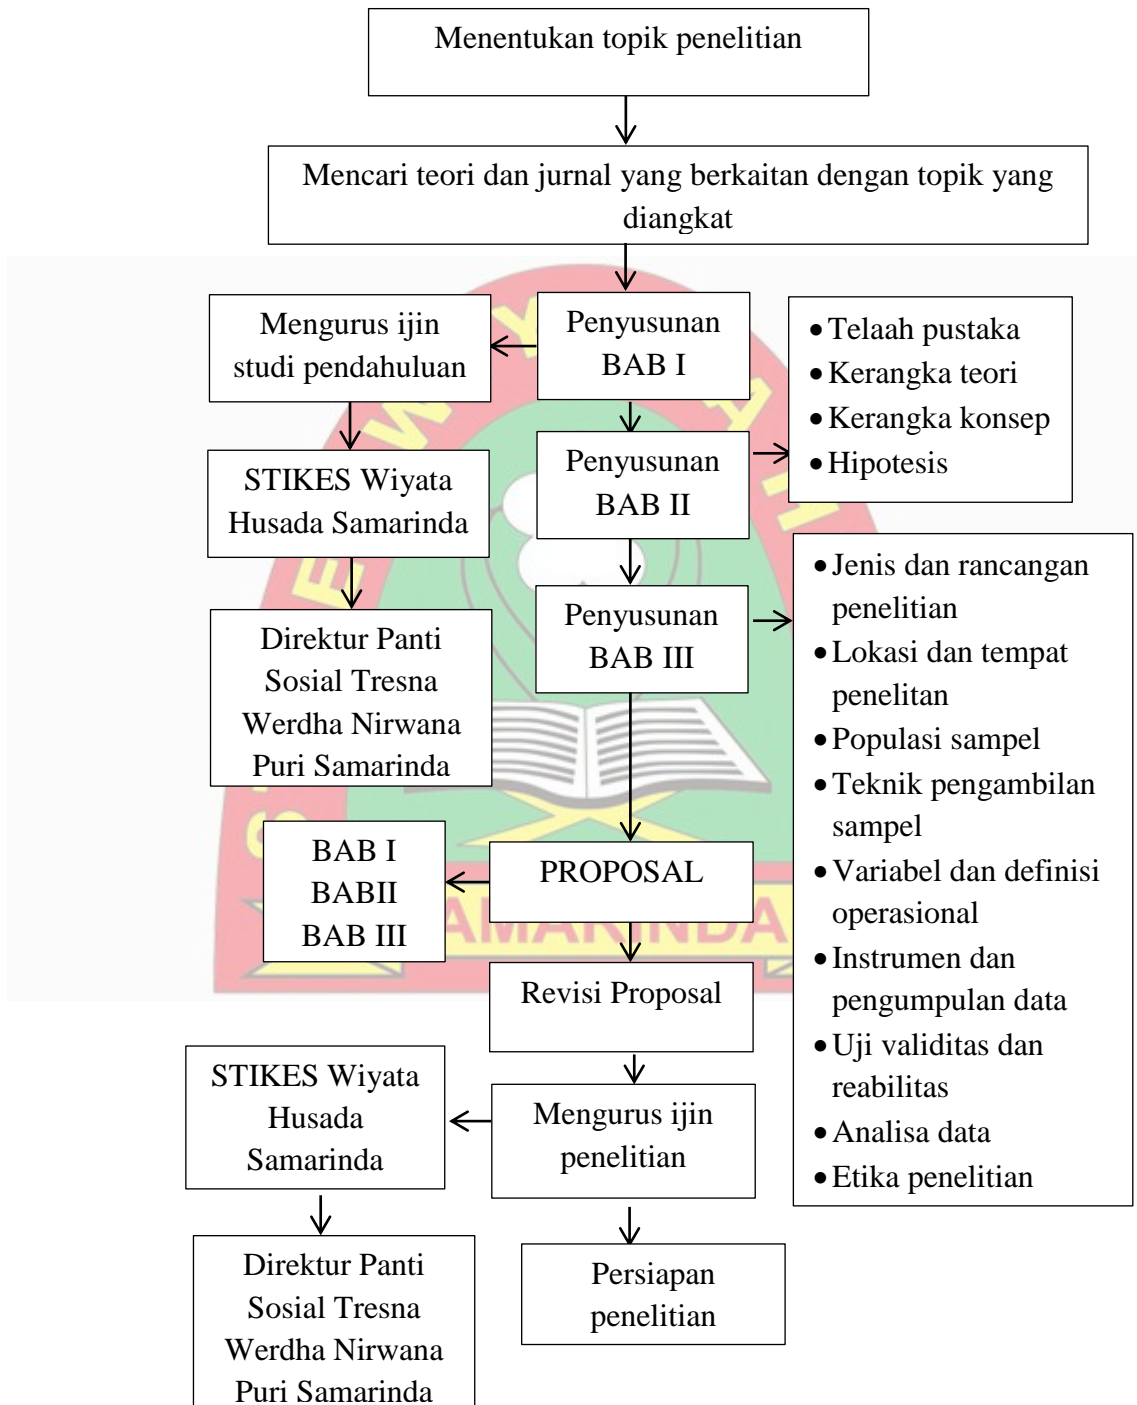 Menentukan topik penelitian
Mencari teori dan jurnal yang berkaitan dengan topik yang
diangkat
Mengurus ijin
studi pendahuluan
Penyusunan
BAB I
• Telaah pustaka
• Kerangka teori
• Kerangka konsep
• Hipotesis
STIKES Wiyata
Husada Samarinda
Penyusunan
BAB II
Direktur Panti
Sosial Tresna
Werdha Nirwana
Puri Samarinda
Penyusunan
BAB III
• Jenis dan rancangan
penelitian
• Lokasi dan tempat
penelitan
• Populasi sampel
• Teknik pengambilan
sampel
• Variabel dan definisi
operasional
• Instrumen dan
pengumpulan data
• Uji validitas dan
reabilitas
• Analisa data
• Etika penelitian
BAB I
BABII
BAB III
PROPOSAL
AMARINDA
Revisi Proposal
STIKES Wiyata
Husada
Samarinda
Mengurus ijin
penelitian
Direktur Panti
Sosial Tresna
Werdha Nirwana
Puri Samarinda
Persiapan
penelitian